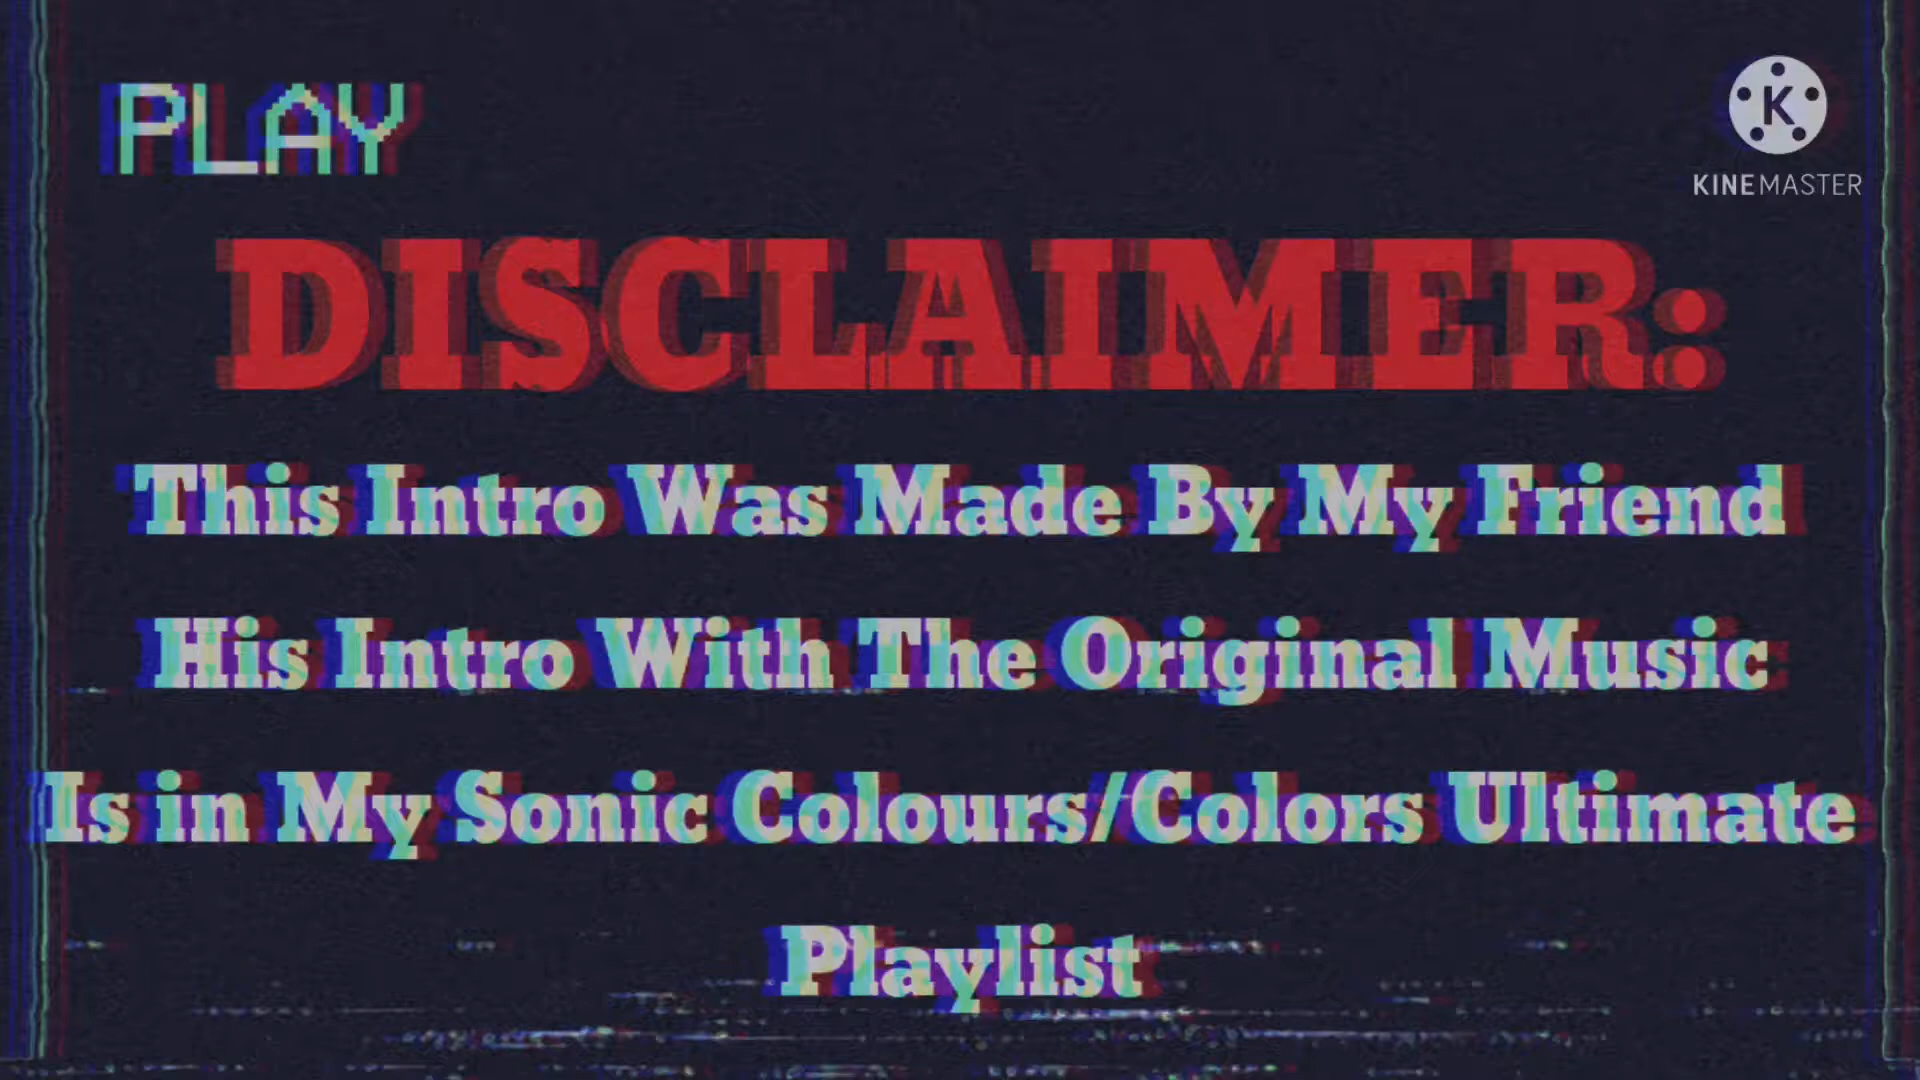 PLAY
K
KINEMASTER
DISCLAIMER:
This Intro Was Made By My Friend
His Intro With The Original Music
Is in My Sonic Colours/Colors Ultimate
Playlist